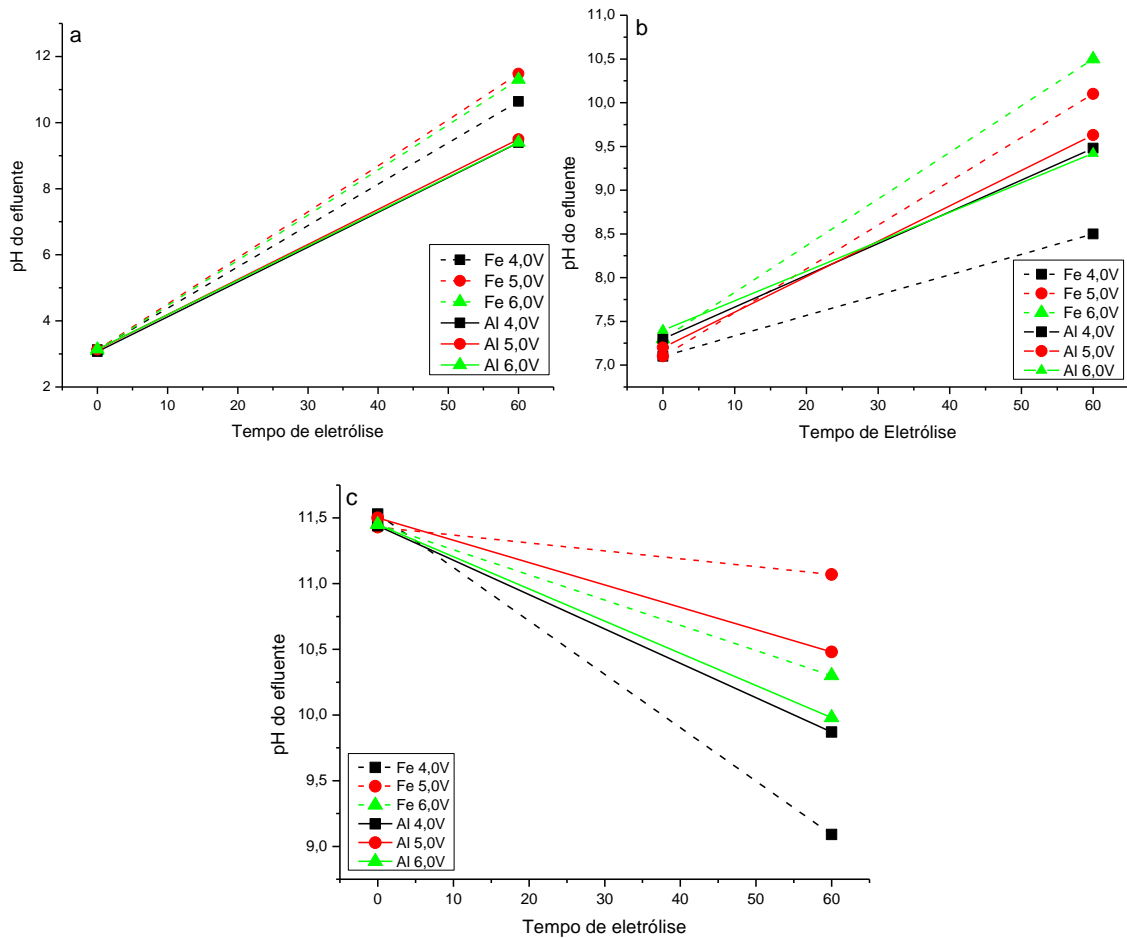 a
12
10
8
6
4
2
pH do efluente
0 10 20 30 40 50 60
Tempo de eletrólise
Fe 4,0V
Fe 5,0V
Fe 6,0V
Al 4,0V
Al 5,0V
Al 6,0V
b
11,0
10,5
10,0
9,5
9,0
8,5
8,0
7,5
7,0
pH do efluente
0 10 20 30 40 50 60
Tempo de Eletrólise
Fe 4,0V
Fe 5,0V
Fe 6,0V
Al 4,0V
Al 5,0V
Al 6,0V
c
11,5
11,0
10,5
10,0
9,5
9,0
pH do efluente
0 10 20 30 40 50 60
Tempo de eletrólise
Fe 4,0V
Fe 5,0V
Fe 6,0V
Al 4,0V
Al 5,0V
Al 6,0V